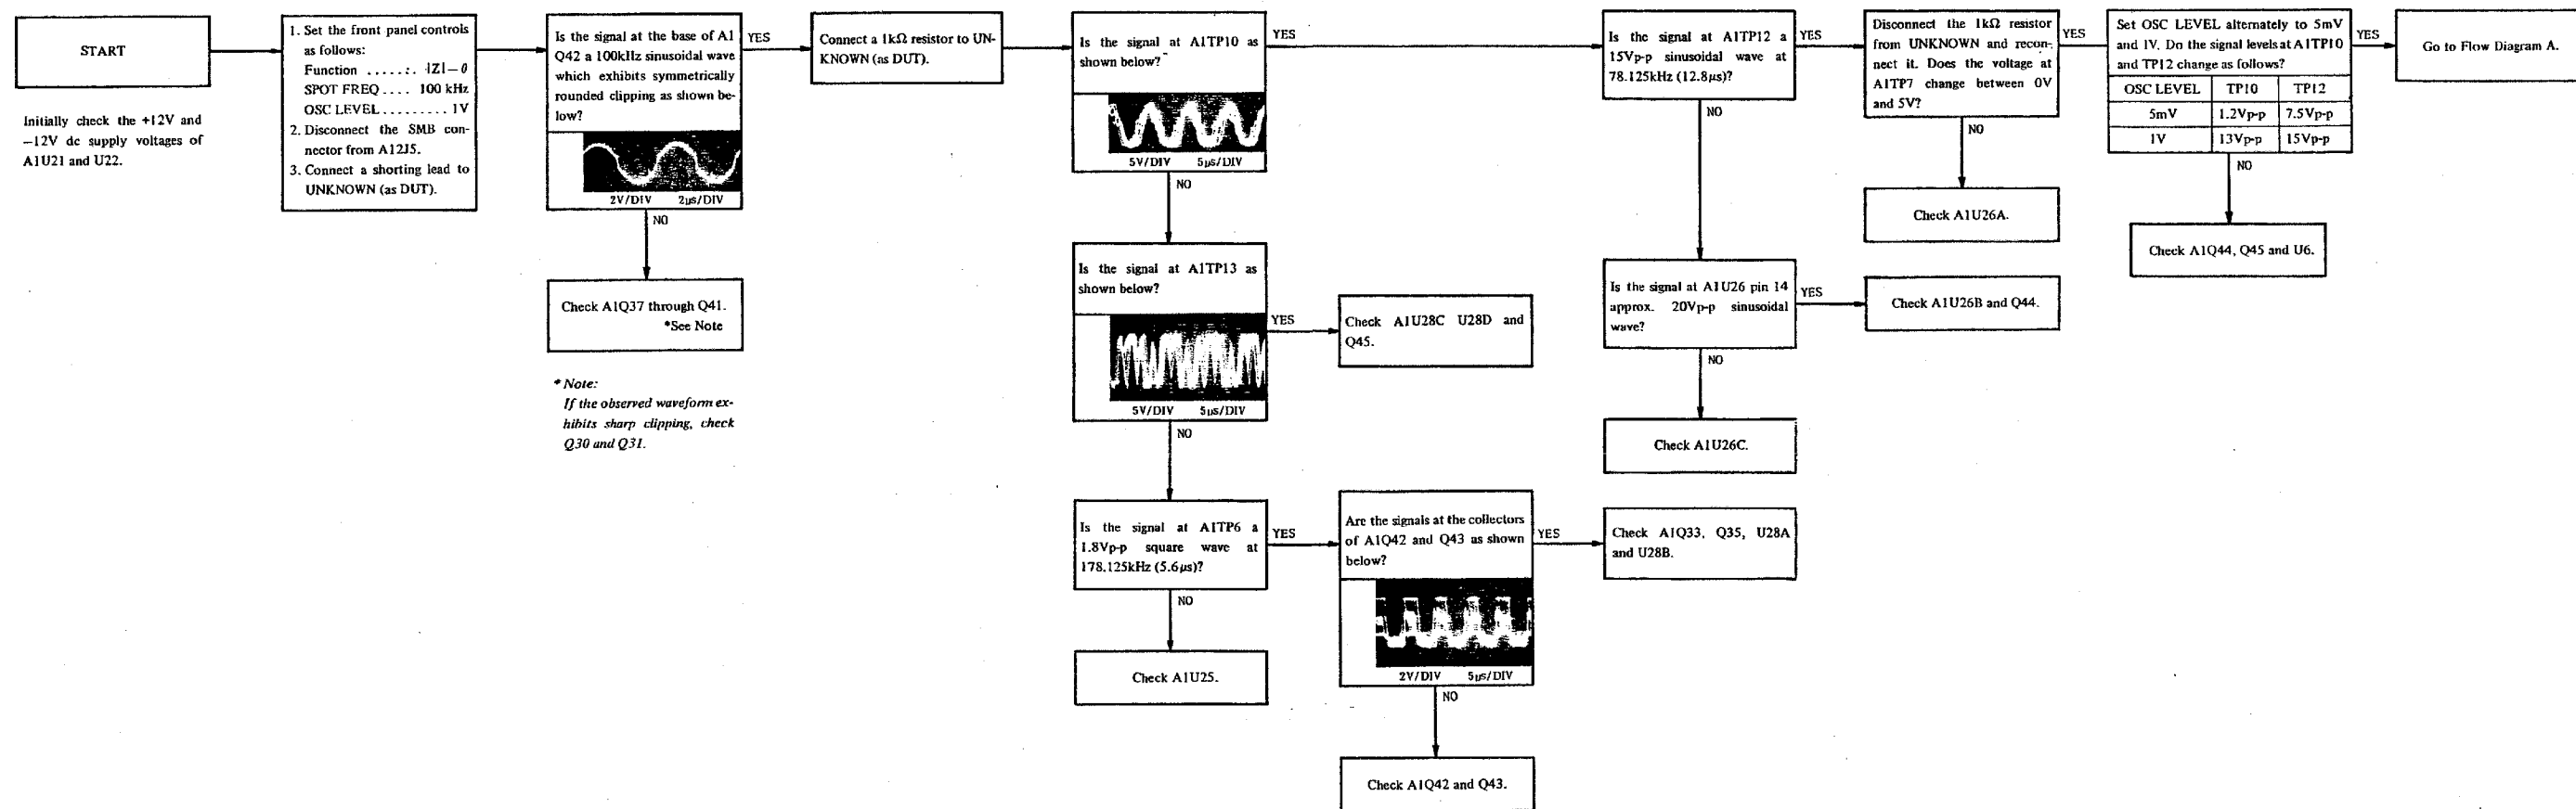 START
Initially check the +12V and
−12V dc supply voltages of
A1U21 and U22.
1. Set the front panel controls
as follows:
Function .....:. |Z|−θ
SPOT FREQ.... 100 kHz
OSC LEVEL......... 1V
2. Disconnect the SMB con-
nector from A12J5.
3. Connect a shorting lead to
UNKNOWN (as DUT).
Is the signal at the base of A1
Q42 a 100kHz sinusoidal wave
which exhibits symmetrically
rounded clipping as shown be-
low?
2V/DIV 2µs/DIV
YES
NO
Check A1Q37 through Q41.
*See Note
* Note:
If the observed waveform ex-
hibits sharp clipping, check
Q30 and Q31.
Connect a 1kΩ resistor to UN-
KNOWN (as DUT).
Is the signal at A1TP10 as
shown below?
5V/DIV 5µs/DIV
YES
NO
Is the signal at A1TP13 as
shown below?
5V/DIV 5µs/DIV
YES
NO
Check A1U28C U28D and
Q45.
Is the signal at A1TP6 a
1.8Vp-p square wave at
178.125kHz (5.6µs)?
YES
NO
Check A1U25.
Are the signals at the collectors
of A1Q42 and Q43 as shown
below?
2V/DIV 5µs/DIV
YES
NO
Check A1Q42 and Q43.
Check A1Q33, Q35, U28A
and U28B.
Is the signal at A1TP12 a
15Vp-p sinusoidal wave at
78.125kHz (12.8µs)?
YES
NO
Is the signal at A1U26 pin 14
approx. 20Vp-p sinusoidal
wave?
YES
NO
Check A1U26C.
Check A1U26B and Q44.
Disconnect the 1kΩ resistor
from UNKNOWN and recon-
nect it. Does the voltage at
A1TP7 change between 0V
and 5V?
YES
NO
Check A1U26A.
Set OSC LEVEL alternately to 5mV
and 1V. Do the signal levels at A1TP10
and TP12 change as follows?
OSC LEVEL TP10 TP12
5mV 1.2Vp-p 7.5Vp-p
1V 13Vp-p 15Vp-p
YES
NO
Check A1Q44, Q45 and U6.
Go to Flow Diagram A.